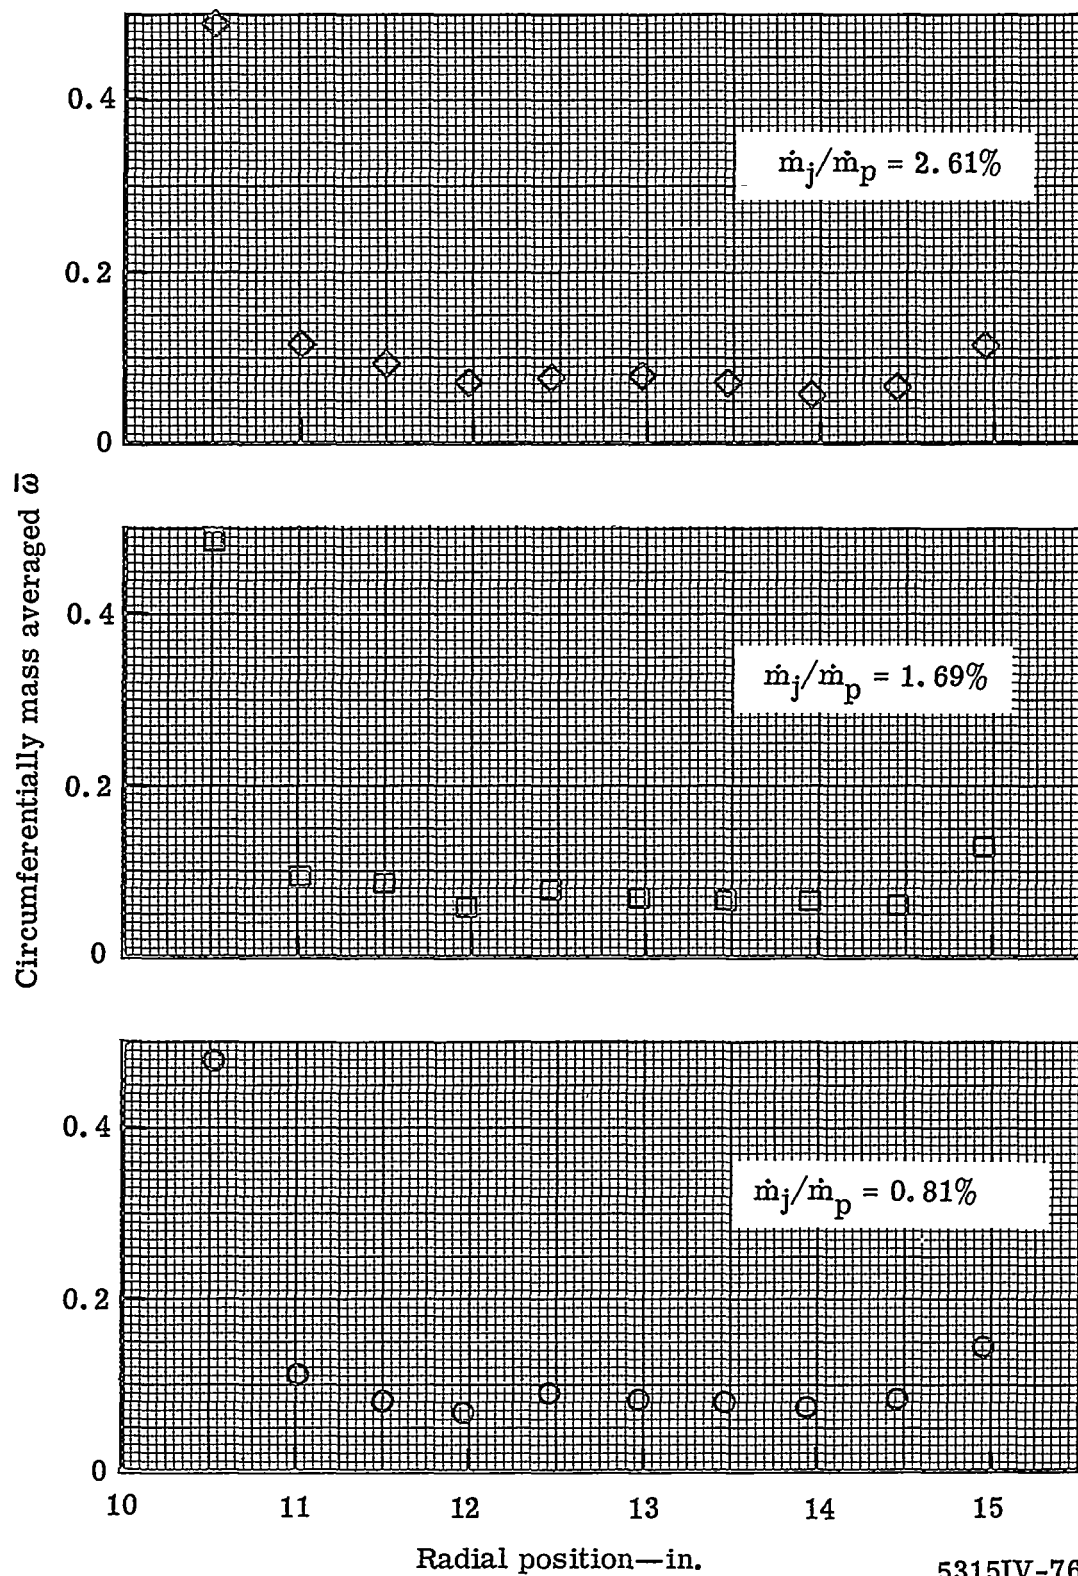 0.4
ṁj/ṁp = 2.61%
0.2
0
Circumferentially mass averaged ω̅
0.4
ṁj/ṁp = 1.69%
0.2
0
0.4
ṁj/ṁp = 0.81%
0.2
0
10 11 12 13 14 15
Radial position—in.
5315IV-76